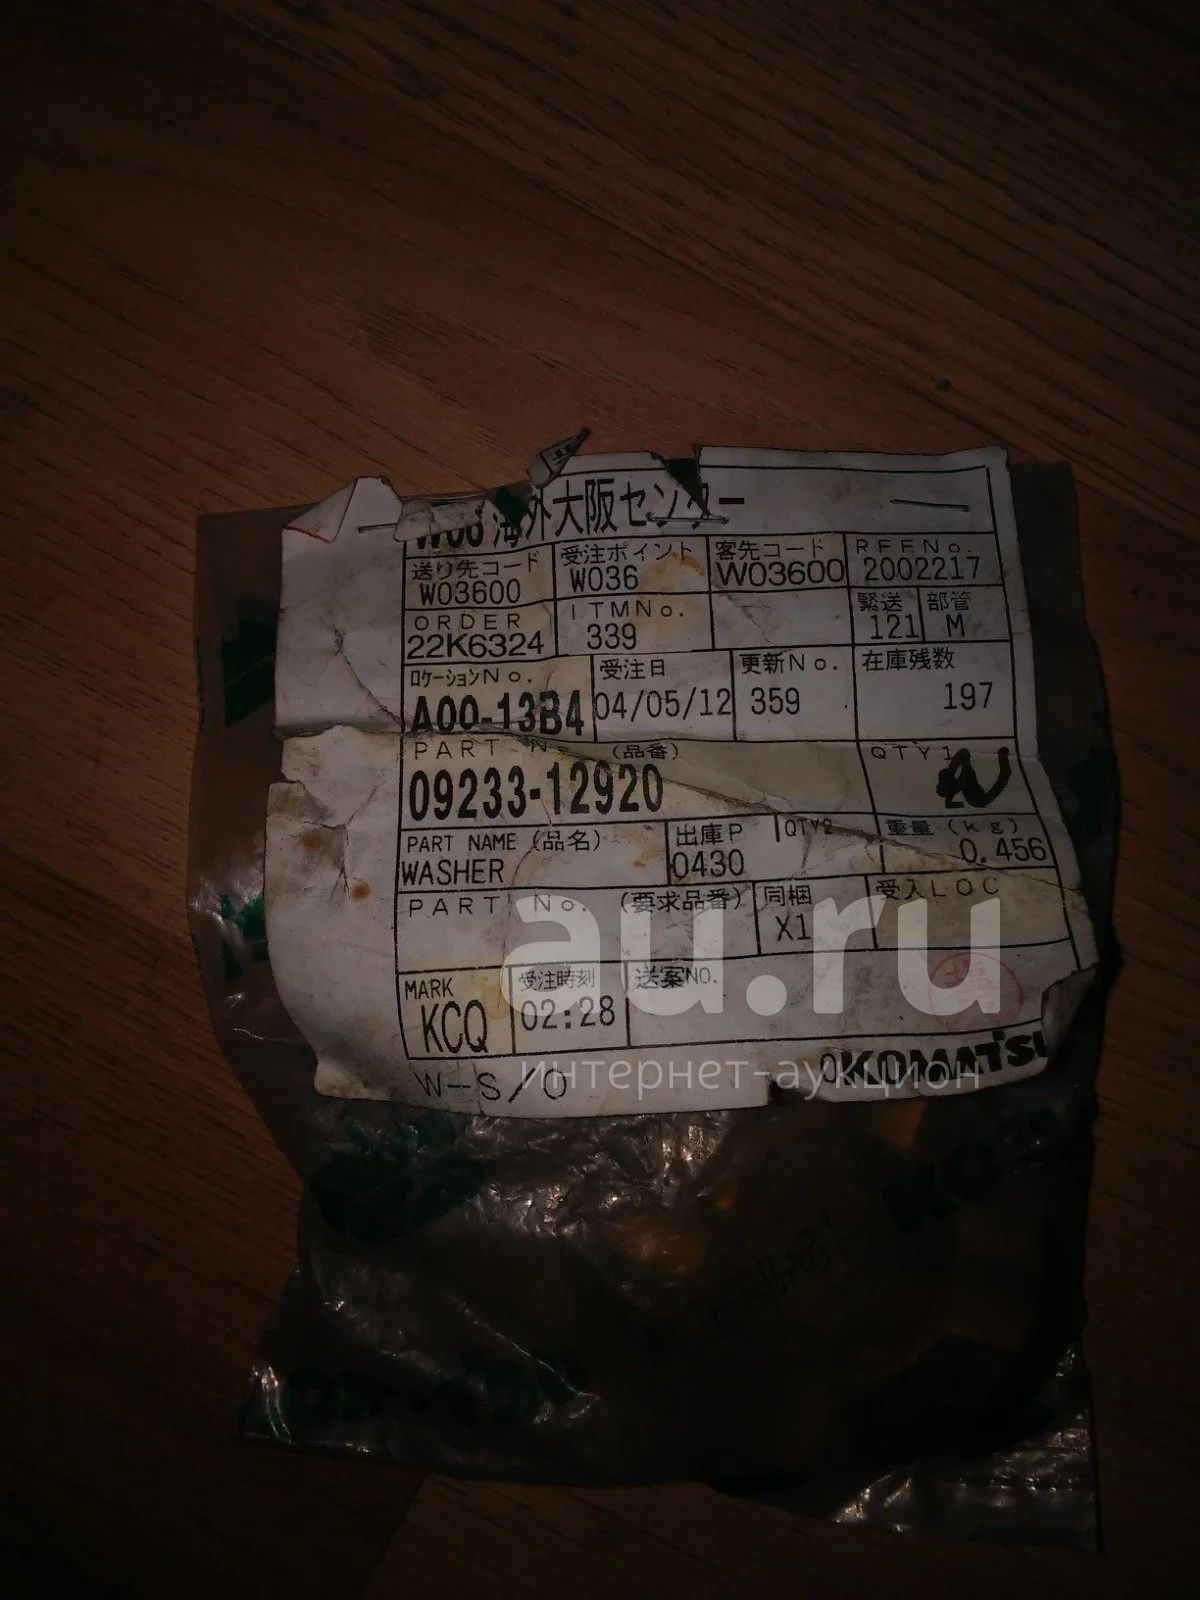 海外大阪センター
送り先コード 受注ポイント 客先コード REFNo.
W03600 W036 W03600 2002217
ORDER ITMNo. 緊送 部管
22K6324 339 121 M
ロケーションNo. 受注日 更新No. 在庫残数
A00-13B4 04/05/12 359 197
PART No. (品番) QTY1
09233-12920
PART NAME (品名) 出庫P QTY2 重量(kg)
WASHER 0430 0.456
PART No. (要求品番) 同梱 受入LOC
X1
MARK 受注時刻 送案NO.
KCQ 02:28
W-S/O KOMATSU
au.ru
интернет-аукцион